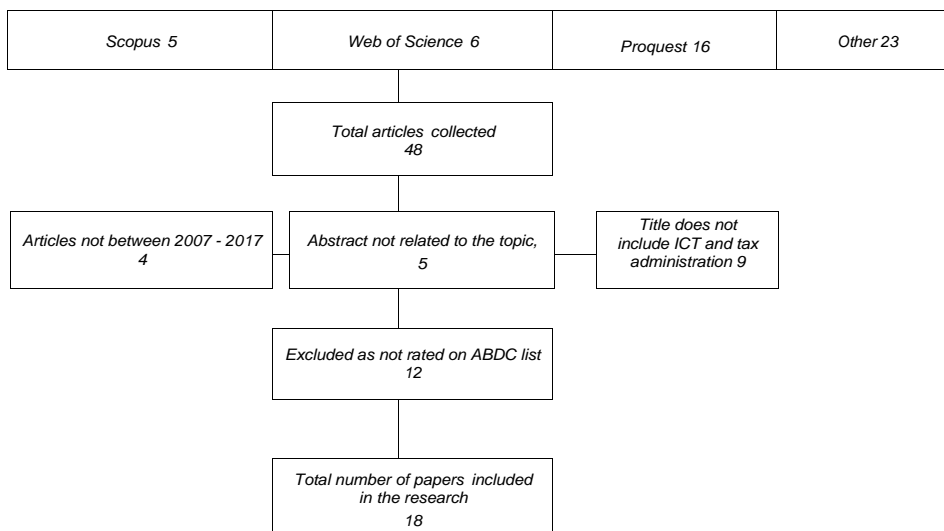 Scopus 5
Web of Science 6
Proquest 16
Other 23
Total articles collected
48
Articles not between 2007 - 2017
4
Abstract not related to the topic,
5
Title does not
include ICT and tax
administration 9
Excluded as not rated on ABDC list
12
Total number of papers included
in the research
18